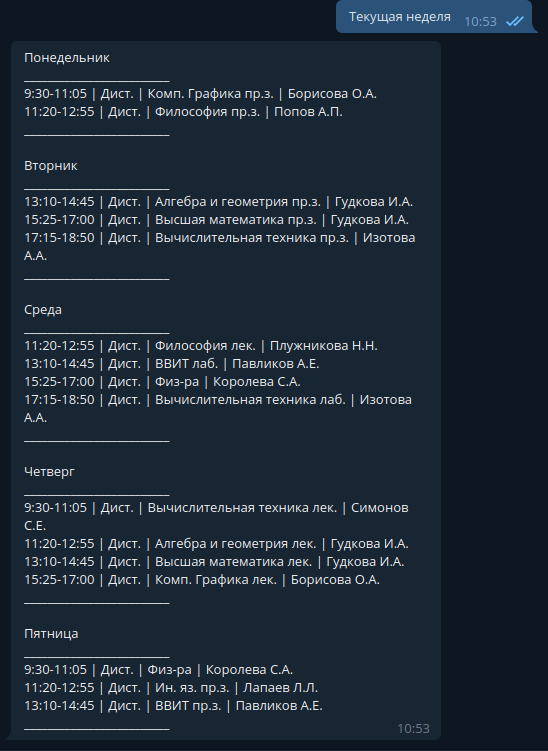 Текущая неделя
10:53
Понедельник
________________________
9:30-11:05 | Дист. | Комп. Графика пр.з. | Борисова О.А.
11:20-12:55 | Дист. | Философия пр.з. | Попов А.П.
________________________
Вторник
________________________
13:10-14:45 | Дист. | Алгебра и геометрия пр.з. | Гудкова И.А.
15:25-17:00 | Дист. | Высшая математика пр.з. | Гудкова И.А.
17:15-18:50 | Дист. | Вычислительная техника пр.з. | Изотова
А.А.
________________________
Среда
________________________
11:20-12:55 | Дист. | Философия лек. | Плужникова Н.Н.
13:10-14:45 | Дист. | ВВИТ лаб. | Павликов А.Е.
15:25-17:00 | Дист. | Физ-ра | Королева С.А.
17:15-18:50 | Дист. | Вычислительная техника лаб. | Изотова
А.А.
________________________
Четверг
________________________
9:30-11:05 | Дист. | Вычислительная техника лек. | Симонов
С.Е.
11:20-12:55 | Дист. | Алгебра и геометрия лек. | Гудкова И.А.
13:10-14:45 | Дист. | Высшая математика лек. | Гудкова И.А.
15:25-17:00 | Дист. | Комп. Графика лек. | Борисова О.А.
________________________
Пятница
________________________
9:30-11:05 | Дист. | Физ-ра | Королева С.А.
11:20-12:55 | Дист. | Ин. яз. пр.з. | Лапаев Л.Л.
13:10-14:45 | Дист. | ВВИТ пр.з. | Павликов А.Е.
________________________
10:53